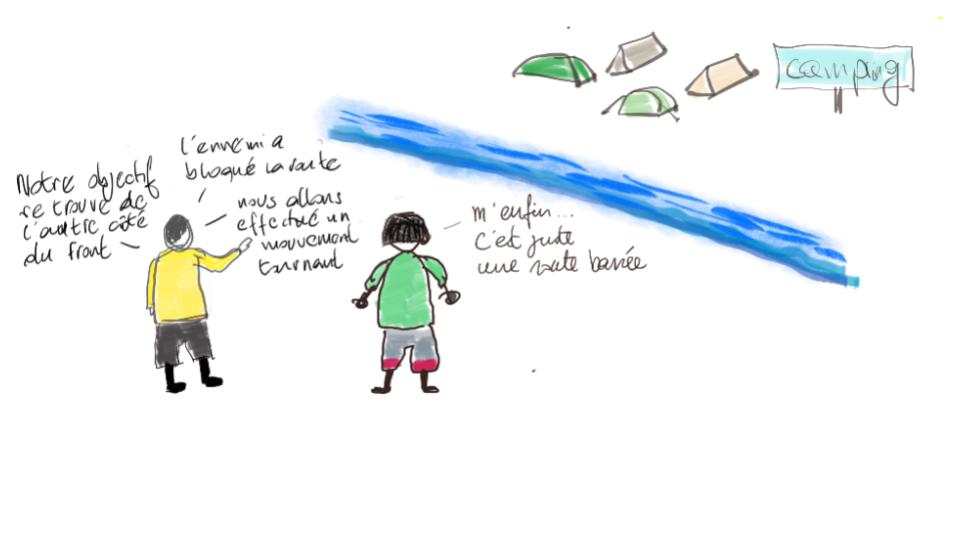 camping
Notre objectif
se trouve de
l'autre côté
du front
l'ennemi a
bloqué la route
nous allons
effectué un
mouvement
tournant
m'enfin...
c'est juste
une route barrée